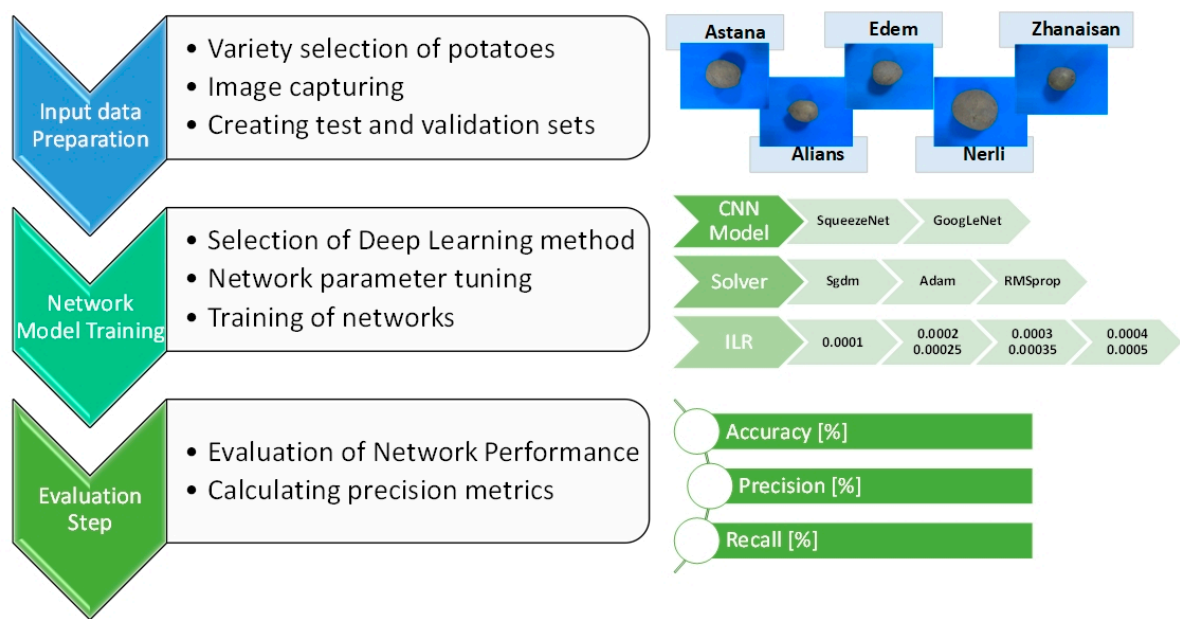 Input data
Preparation
• Variety selection of potatoes
• Image capturing
• Creating test and validation sets
Astana
Edem
Zhanaisan
Alians
Nerli
Network
Model Training
• Selection of Deep Learning method
• Network parameter tuning
• Training of networks
CNN
Model
SqueezeNet
GoogLeNet
Solver
Sgdm
Adam
RMSprop
ILR
0.0001
0.0002
0.00025
0.0003
0.00035
0.0004
0.0005
Evaluation
Step
• Evaluation of Network Performance
• Calculating precision metrics
Accuracy [%]
Precision [%]
Recall [%]